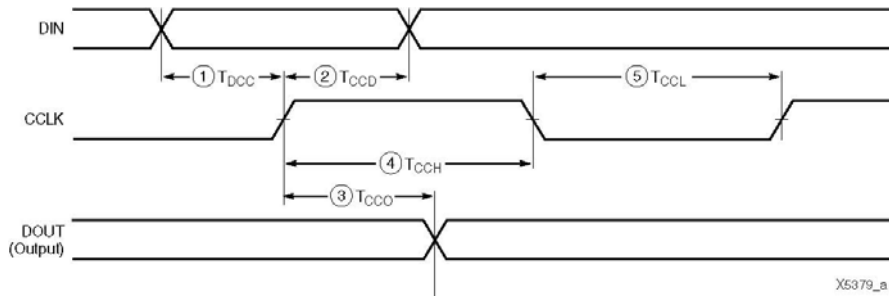 DIN
① TDCC
② TCCD
⑤ TCCL
CCLK
④ TCCH
③ TCCO
DOUT
(Output)
X5379_a